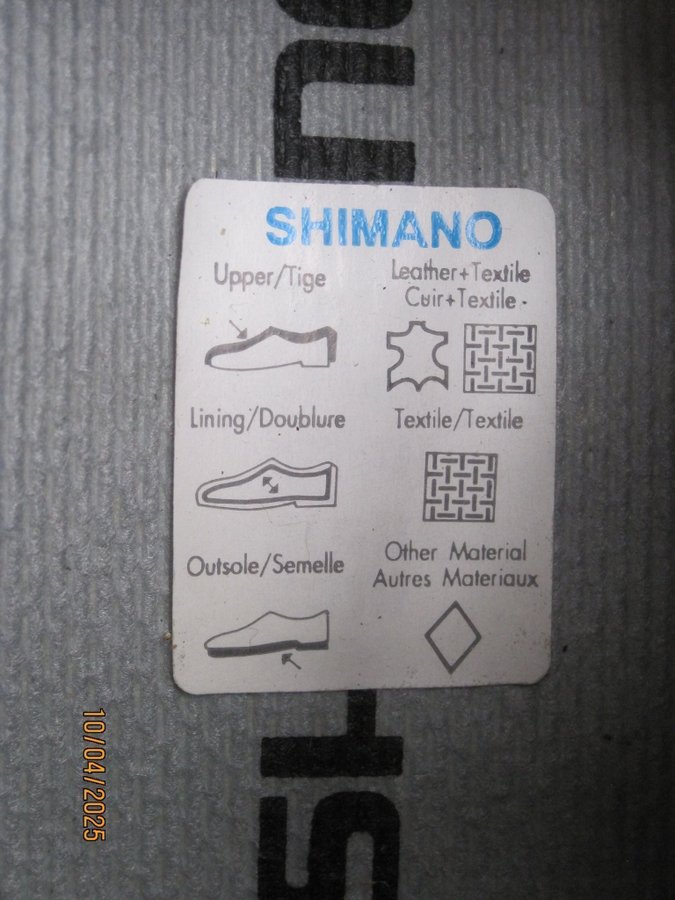 SHIMANO
Upper/Tige
Leather+Textile
Cuir+Textile
Lining/Doublure
Textile/Textile
Outsole/Semelle
Other Material
Autres Materiaux
10/04/2025